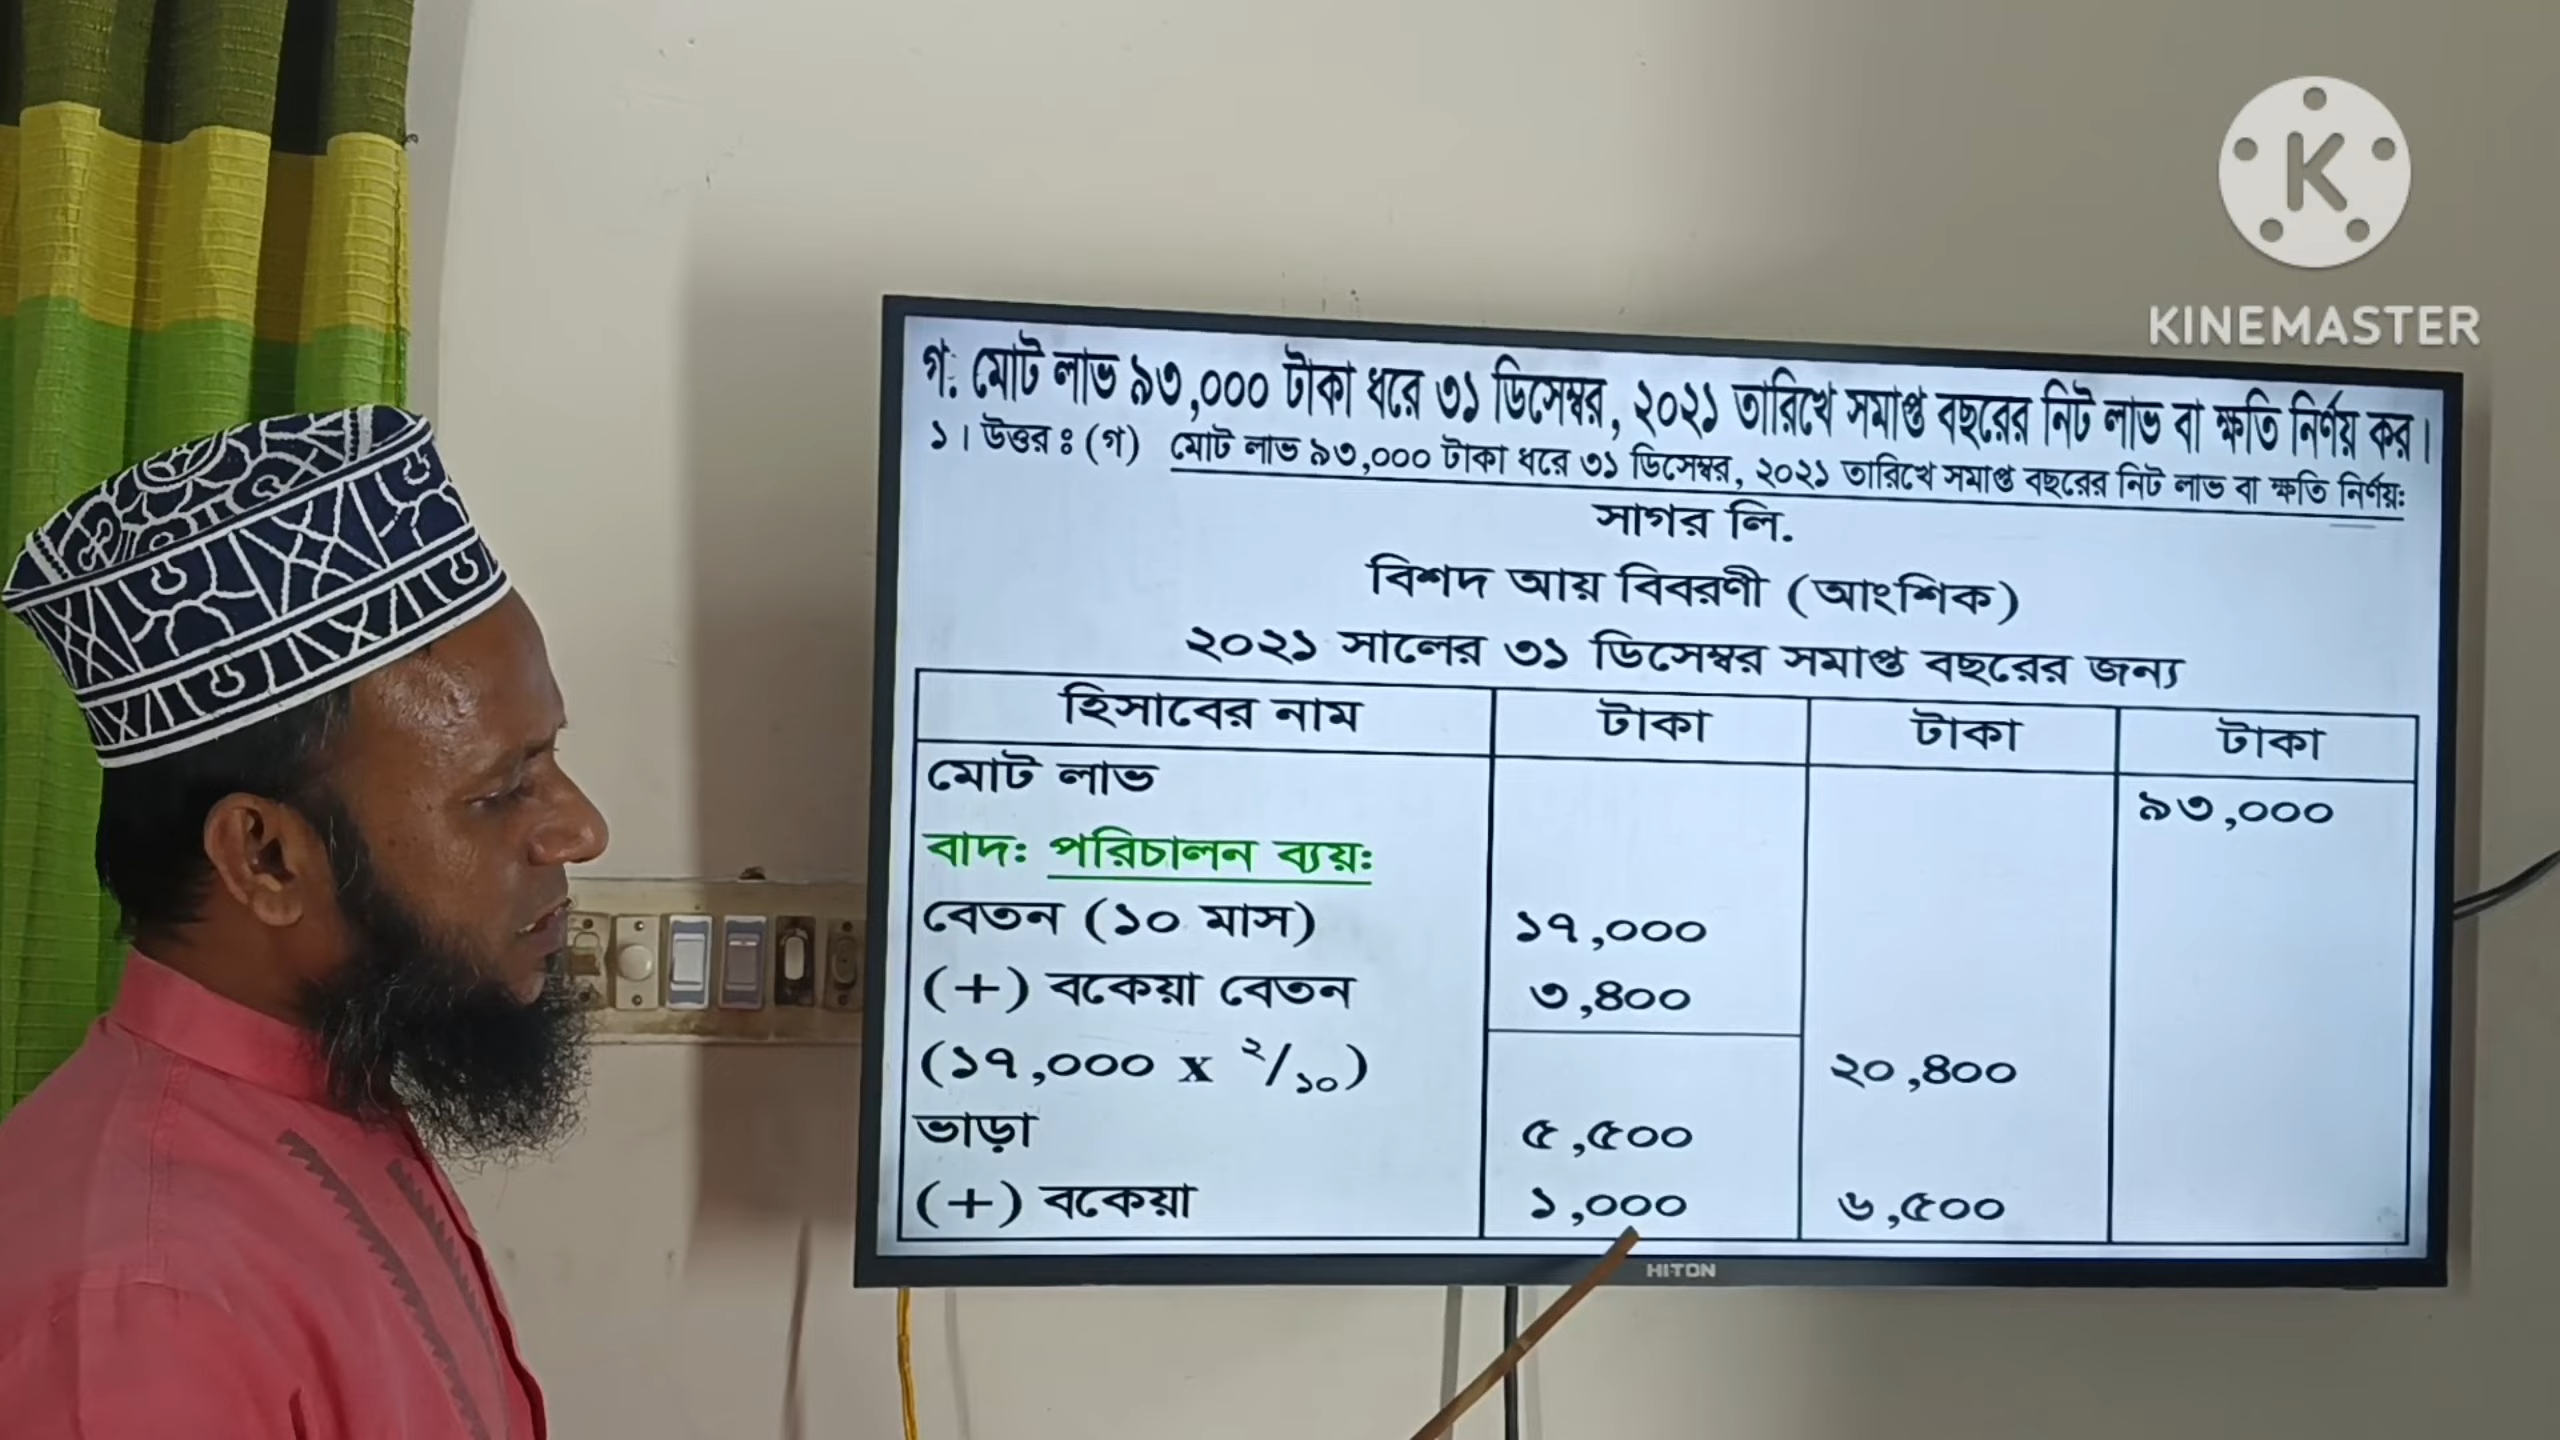 K
KINEMASTER
গ. মোট লাভ ৯৩,০০০ টাকা ধরে ৩১ ডিসেম্বর, ২০২১ তারিখে সমাপ্ত বছরের নিট লাভ বা ক্ষতি নির্ণয় কর।
১। উত্তর ঃ (গ) মোট লাভ ৯৩,০০০ টাকা ধরে ৩১ ডিসেম্বর, ২০২১ তারিখে সমাপ্ত বছরের নিট লাভ বা ক্ষতি নির্ণয়ঃ
সাগর লি.
বিশদ আয় বিবরণী (আংশিক)
২০২১ সালের ৩১ ডিসেম্বর সমাপ্ত বছরের জন্য
হিসাবের নাম টাকা টাকা টাকা
মোট লাভ ৯৩,০০০
বাদঃ পরিচালন ব্যয়ঃ
বেতন (১০ মাস) ১৭,০০০
(+) বকেয়া বেতন ৩,৪০০
(১৭,০০০ x ২/১০) ২০,৪০০
ভাড়া ৫,৫০০
(+) বকেয়া ১,০০০ ৬,৫০০
HITON